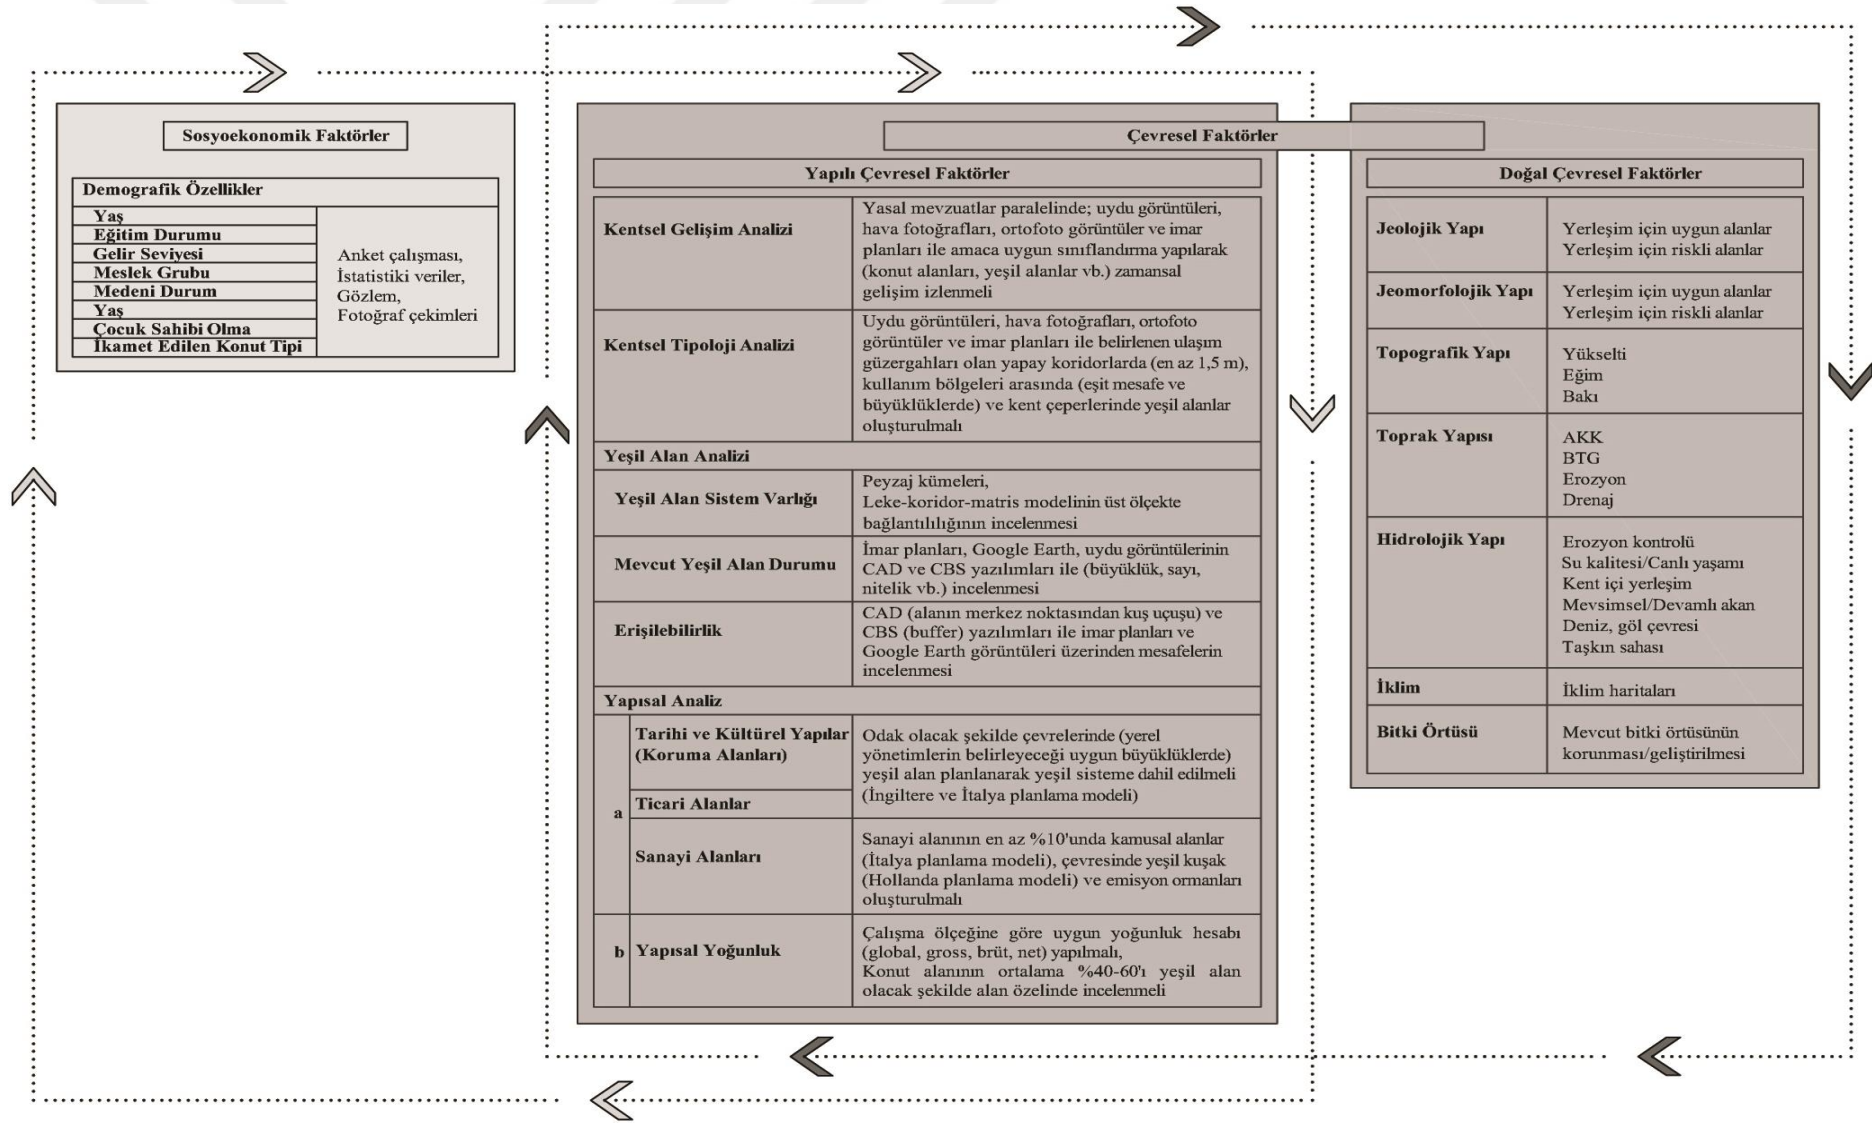 Sosyoekonomik Faktörler
Demografik Özellikler
Yaş
Eğitim Durumu
Gelir Seviyesi
Meslek Grubu
Medeni Durum
Yaş
Çocuk Sahibi Olma
İkamet Edilen Konut Tipi
Anket çalışması,
İstatistiki veriler,
Gözlem,
Fotoğraf çekimleri
Çevresel Faktörler
Yapılı Çevresel Faktörler
Kentsel Gelişim Analizi
Yasal mevzuatlar paralelinde; uydu görüntüleri,
hava fotoğrafları, ortofoto görüntüler ve imar
planları ile amaca uygun sınıflandırma yapılarak
(konut alanları, yeşil alanlar vb.) zamansal
gelişim izlenmeli
Kentsel Tipoloji Analizi
Uydu görüntüleri, hava fotoğrafları, ortofoto
görüntüler ve imar planları ile belirlenen ulaşım
güzergahları olan yapay koridorlarda (en az 1,5 m),
kullanım bölgeleri arasında (eşit mesafe ve
büyüklüklerde) ve kent çeperlerinde yeşil alanlar
oluşturulmalı
Yeşil Alan Analizi
Yeşil Alan Sistem Varlığı
Peyzaj kümeleri,
Leke-koridor-matris modelinin üst ölçekte
bağlantılılığının incelenmesi
Mevcut Yeşil Alan Durumu
İmar planları, Google Earth, uydu görüntülerinin
CAD ve CBS yazılımları ile (büyüklük, sayı,
nitelik vb.) incelenmesi
Erişilebilirlik
CAD (alanın merkez noktasından kuş uçuşu) ve
CBS (buffer) yazılımları ile imar planları ve
Google Earth görüntüleri üzerinden mesafelerin
incelenmesi
Yapısal Analiz
a
Tarihi ve Kültürel Yapılar
(Koruma Alanları)
Ticari Alanlar
Odak olacak şekilde çevrelerinde (yerel
yönetimlerin belirleyeceği uygun büyüklüklerde)
yeşil alan planlanarak yeşil sisteme dahil edilmeli
(İngiltere ve İtalya planlama modeli)
Sanayi Alanları
Sanayi alanının en az %10'unda kamusal alanlar
(İtalya planlama modeli), çevresinde yeşil kuşak
(Hollanda planlama modeli) ve emisyon ormanları
oluşturulmalı
b
Yapısal Yoğunluk
Çalışma ölçeğine göre uygun yoğunluk hesabı
(global, gross, brüt, net) yapılmalı,
Konut alanının ortalama %40-60'ı yeşil alan
olacak şekilde alan özelinde incelenmeli
Doğal Çevresel Faktörler
Jeolojik Yapı
Yerleşim için uygun alanlar
Yerleşim için riskli alanlar
Jeomorfolojik Yapı
Yerleşim için uygun alanlar
Yerleşim için riskli alanlar
Topografik Yapı
Yükselti
Eğim
Bakı
Toprak Yapısı
AKK
BTG
Erozyon
Drenaj
Hidrolojik Yapı
Erozyon kontrolü
Su kalitesi/Canlı yaşamı
Kent içi yerleşim
Mevsimsel/Devamlı akan
Deniz, göl çevresi
Taşkın sahası
İklim
İklim haritaları
Bitki Örtüsü
Mevcut bitki örtüsünün
korunması/geliştirilmesi